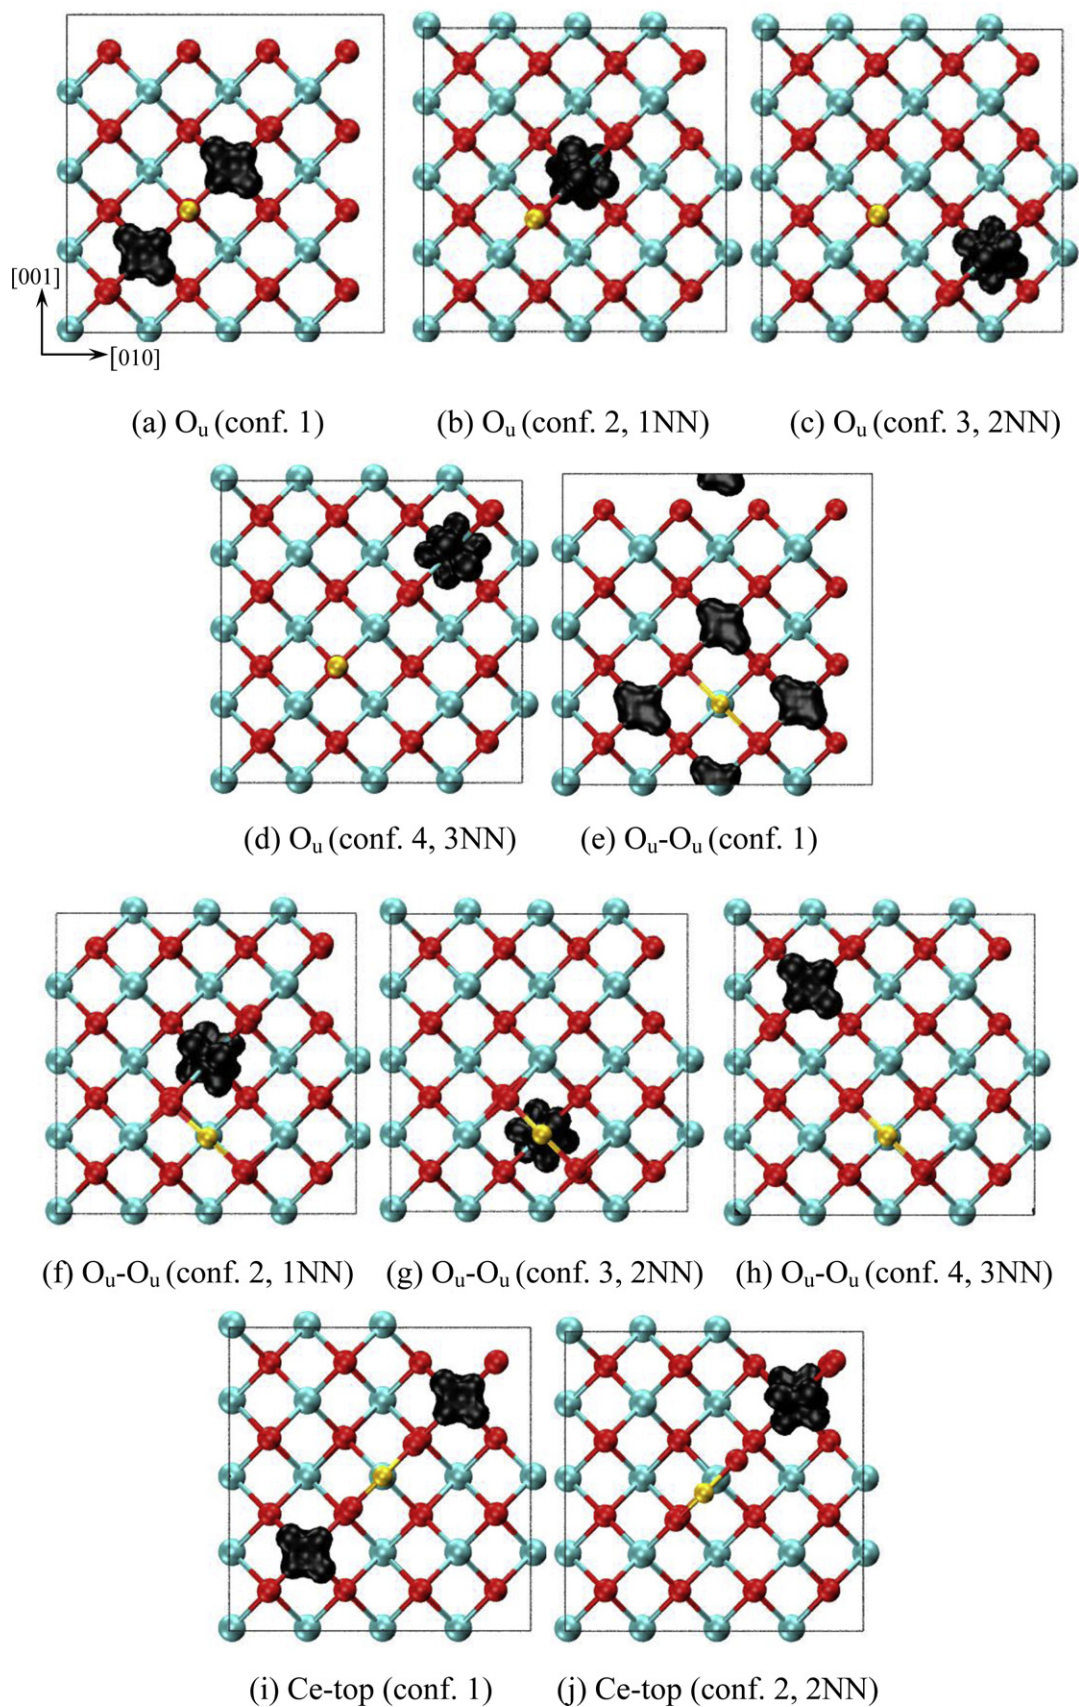 [001]
[010]
(a) Oᵤ (conf. 1) (b) Oᵤ (conf. 2, 1NN) (c) Oᵤ (conf. 3, 2NN)
(d) Oᵤ (conf. 4, 3NN) (e) Oᵤ-Oᵤ (conf. 1)
(f) Oᵤ-Oᵤ (conf. 2, 1NN) (g) Oᵤ-Oᵤ (conf. 3, 2NN) (h) Oᵤ-Oᵤ (conf. 4, 3NN)
(i) Ce-top (conf. 1) (j) Ce-top (conf. 2, 2NN)